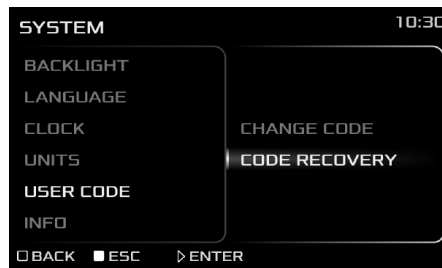 SYSTEM 10:30
BACKLIGHT
LANGUAGE
CLOCK CHANGE CODE
UNITS CODE RECOVERY
USER CODE
INFO
BACK ESC ENTER